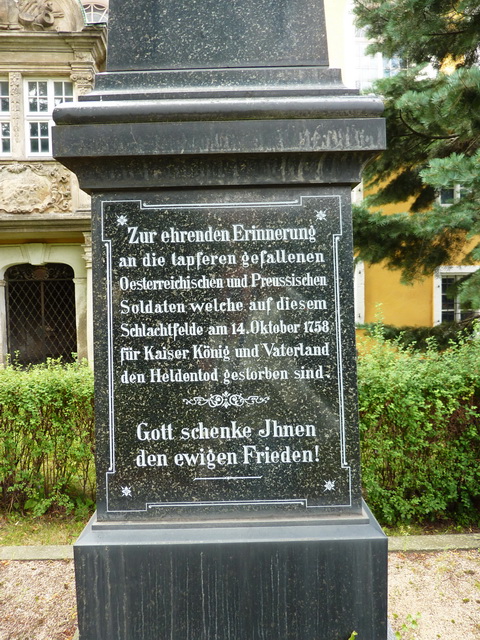 Zur ehrenden Erinnerung
an die tapferen gefallenen
Oesterreichischen und Preussischen
Soldaten welche auf diesem
Schlachtfelde am 14. Oktober 1758
für Kaiser König und Vaterland
den Heldentod gestorben sind.
Gott schenke Jhnen
den ewigen Frieden!